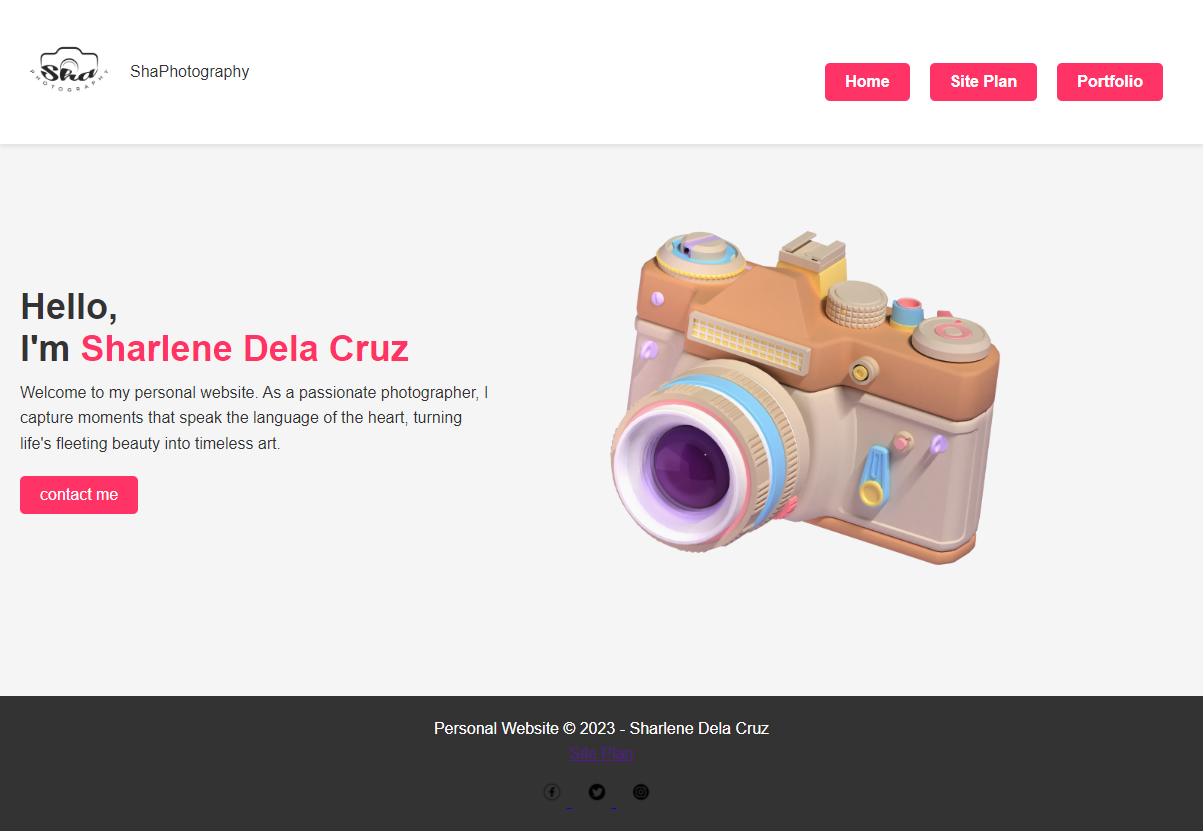 Sha
PHOTOGRAPHY
ShaPhotography
Home
Site Plan
Portfolio
Hello,
I'm Sharlene Dela Cruz
Welcome to my personal website. As a passionate photographer, I
capture moments that speak the language of the heart, turning
life's fleeting beauty into timeless art.
contact me
Personal Website © 2023 - Sharlene Dela Cruz
Site Plan